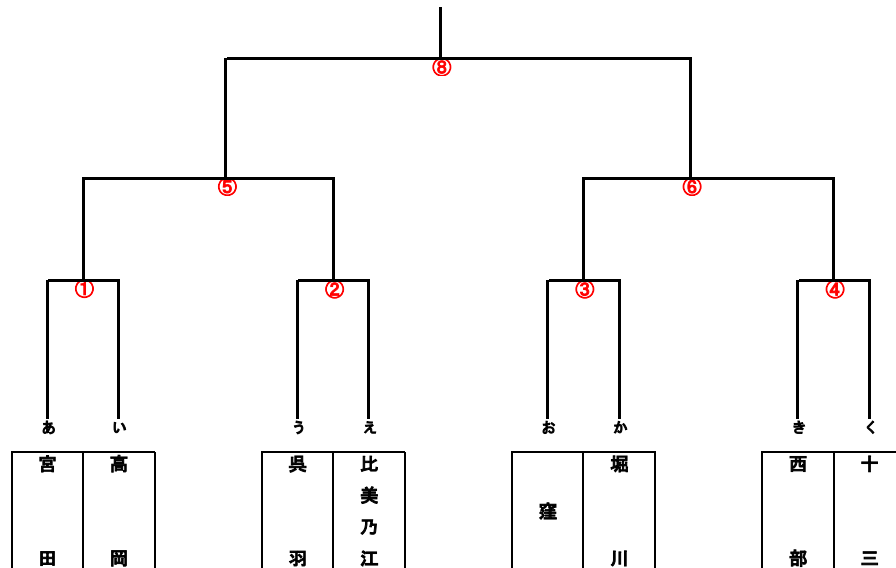 ⑧
⑤
⑥
①
②
③
④
あ
い
う
え
お
か
き
く
宮田
高岡
呉羽
比美乃江
窪
堀川
西部
十三